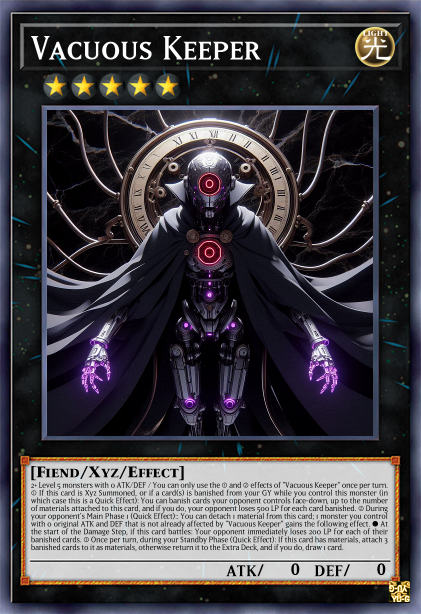 VACUOUS KEEPER
LIGHT
光
[FIEND/XYZ/EFFECT]
2+ Level 5 monsters with 0 ATK/DEF / You can only use the ① and ② effects of "Vacuous Keeper" once per turn.
① If this card is Xyz Summoned, or if a card(s) is banished from your GY while you control this monster (in
which case this is a Quick Effect): You can banish cards your opponent controls face-down, up to the number
of materials attached to this card, and if you do, your opponent loses 500 LP for each card banished. ② During
your opponent's Main Phase 1 (Quick Effect):: You can detach 1 material from this card; 1 monster you control
with 0 original ATK and DEF that is not already affected by "Vacuous Keeper" gains the following effect. ● At
the start of the Damage Step, if this card battles: Your opponent immediately loses 200 LP for each of their
banished cards. ③ Once per turn, during your Standby Phase (Quick Effect): If this card has materials, attach 3
banished cards to it as materials, otherwise return it to the Extra Deck, and if you do, draw 1 card.
ATK/ 0 DEF/ 0